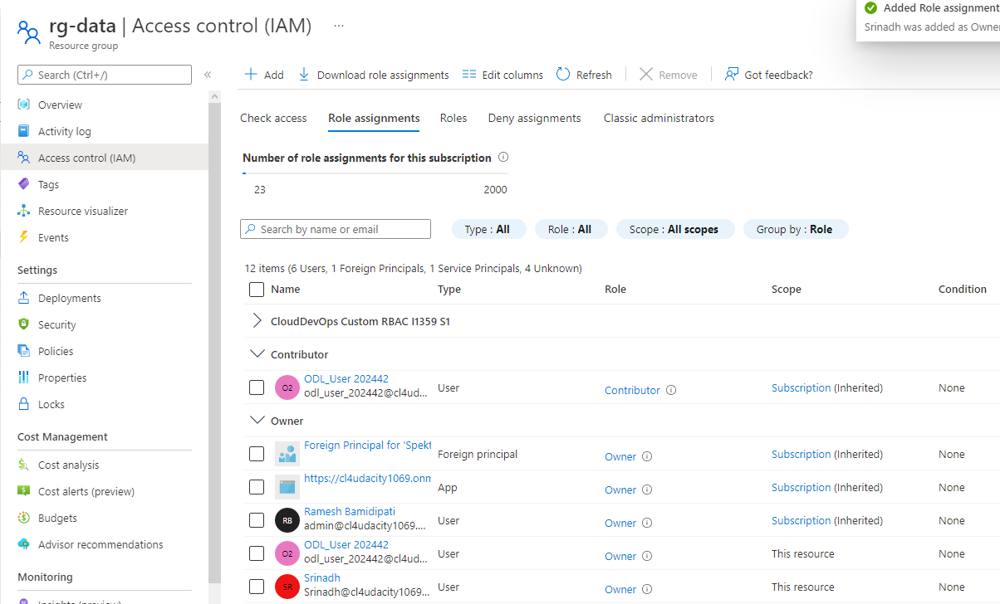 rg-data | Access control (IAM) ...
Resource group
Added Role assignment
Srinadh was added as Owner
Search (Ctrl+/)
«
Add
Download role assignments
Edit columns
Refresh
Remove
Got feedback?
Overview
Activity log
Access control (IAM)
Tags
Resource visualizer
Events
Settings
Deployments
Security
Policies
Properties
Locks
Cost Management
Cost analysis
Cost alerts (preview)
Budgets
Advisor recommendations
Monitoring
Insights (preview)
Check access
Role assignments
Roles
Deny assignments
Classic administrators
Number of role assignments for this subscription
23
2000
Search by name or email
Type : All
Role : All
Scope : All scopes
Group by : Role
12 items (6 Users, 1 Foreign Principals, 1 Service Principals, 4 Unknown)
Name Type Role Scope Condition
CloudDevOps Custom RBAC I1359 S1
Contributor
O2 ODL_User 202442
odl_user_202442@cl4ud... User Contributor Subscription (Inherited) None
Owner
Foreign Principal for 'Spekt Foreign principal Owner Subscription (Inherited) None
https://cl4udacity1069.onm App Owner Subscription (Inherited) None
RB Ramesh Bamidipati
admin@cl4udacity1069.... User Owner Subscription (Inherited) None
O2 ODL_User 202442
odl_user_202442@cl4ud... User Owner This resource None
SR Srinadh
Srinadh@cl4udacity1069... User Owner This resource None